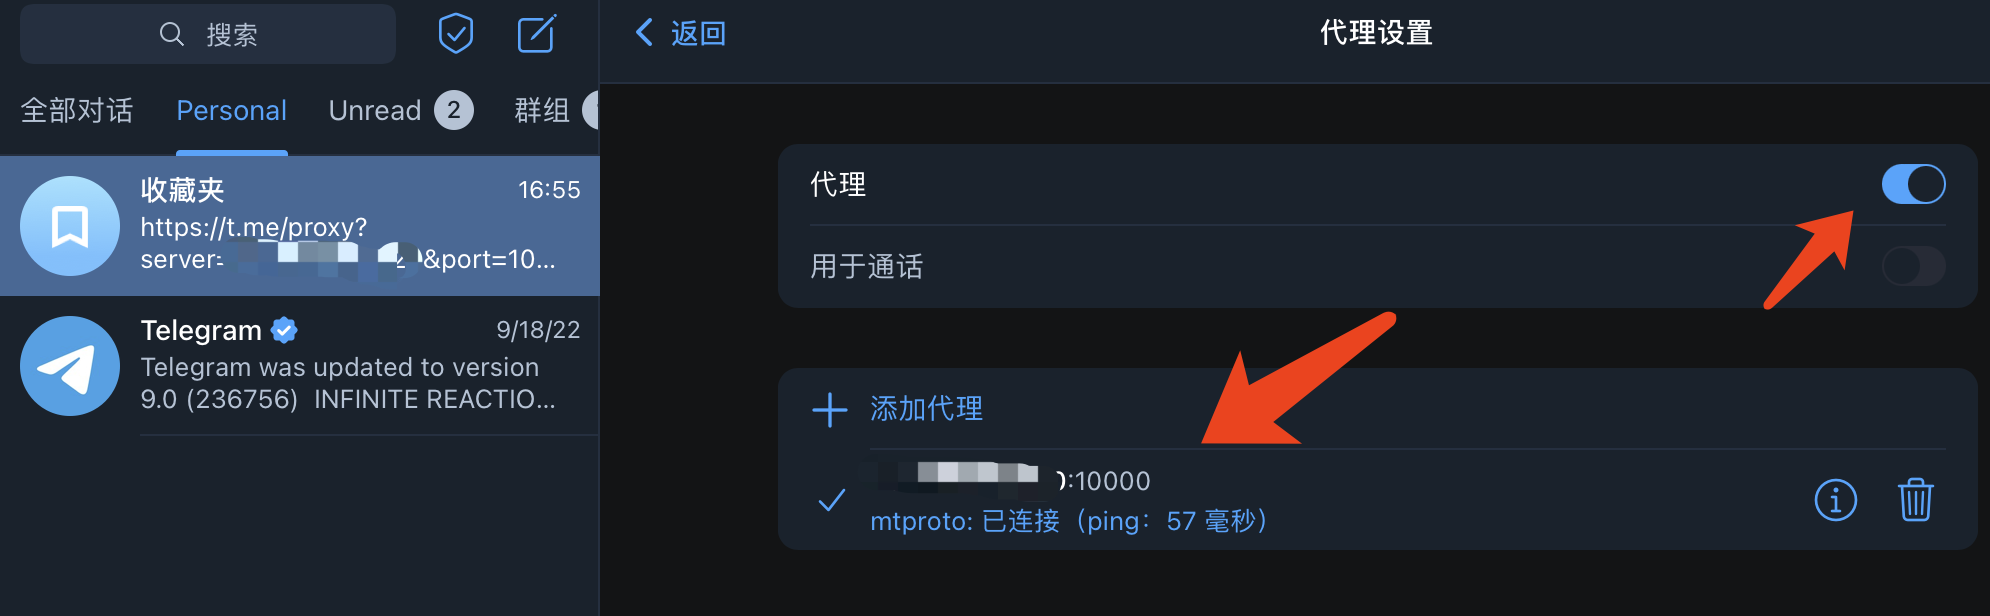 搜索
返回
代理设置
全部对话 Personal Unread 2 群组
收藏夹 16:55
https://t.me/proxy?
server= &port=10...
Telegram 9/18/22
Telegram was updated to version
9.0 (236756) INFINITE REACTIO...
代理
用于通话
添加代理
:10000
mtproto: 已连接（ping：57 毫秒）